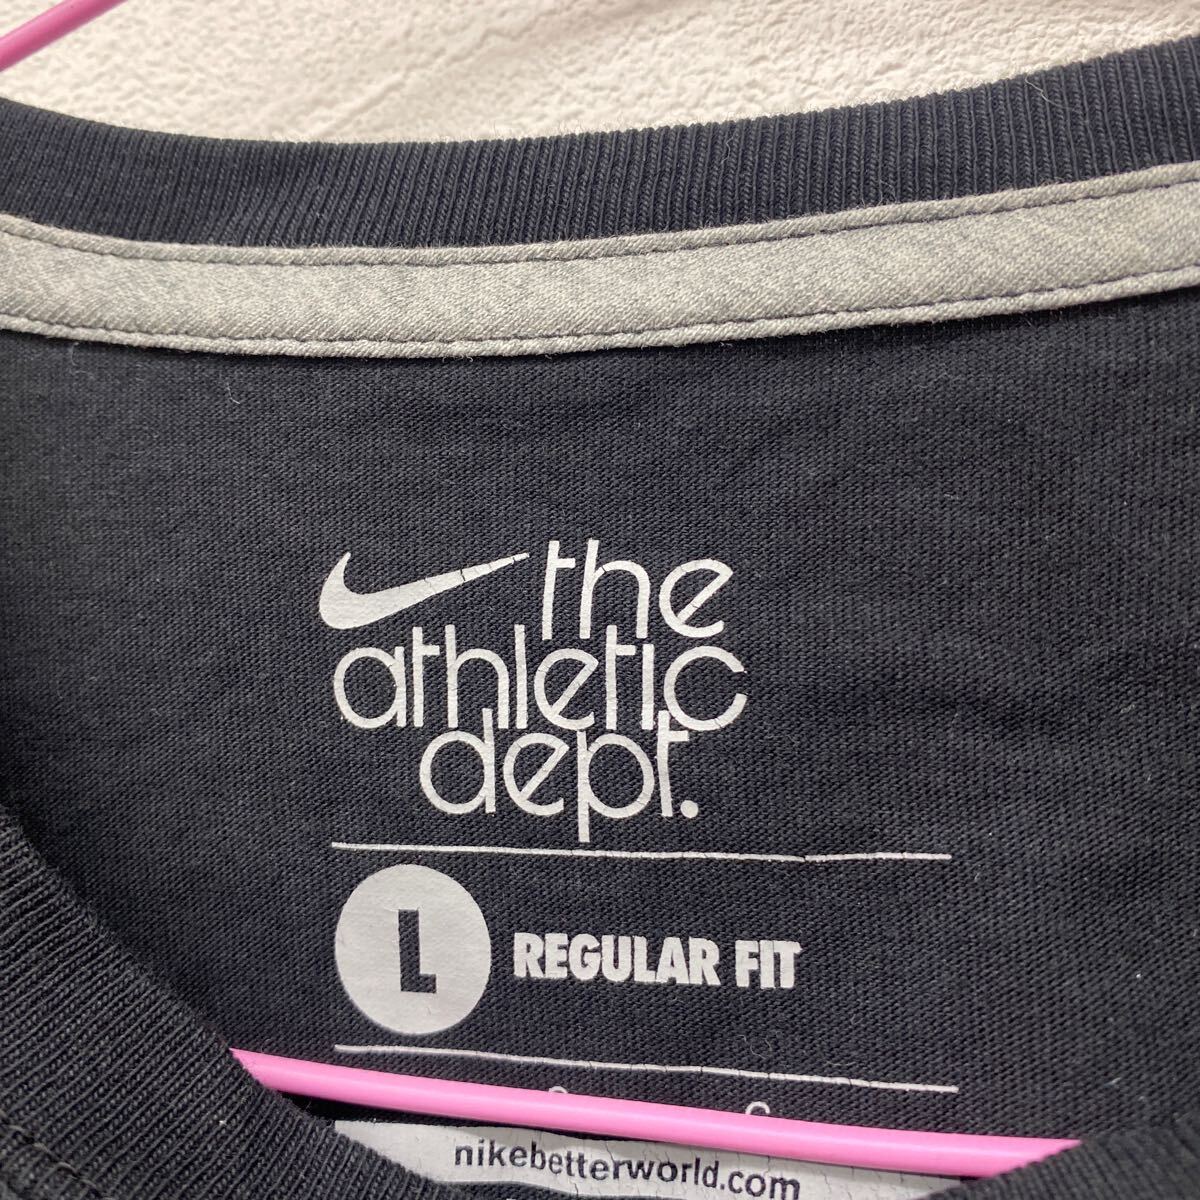 the
athletic
dept.
L REGULAR FIT
nikebetterworld.com